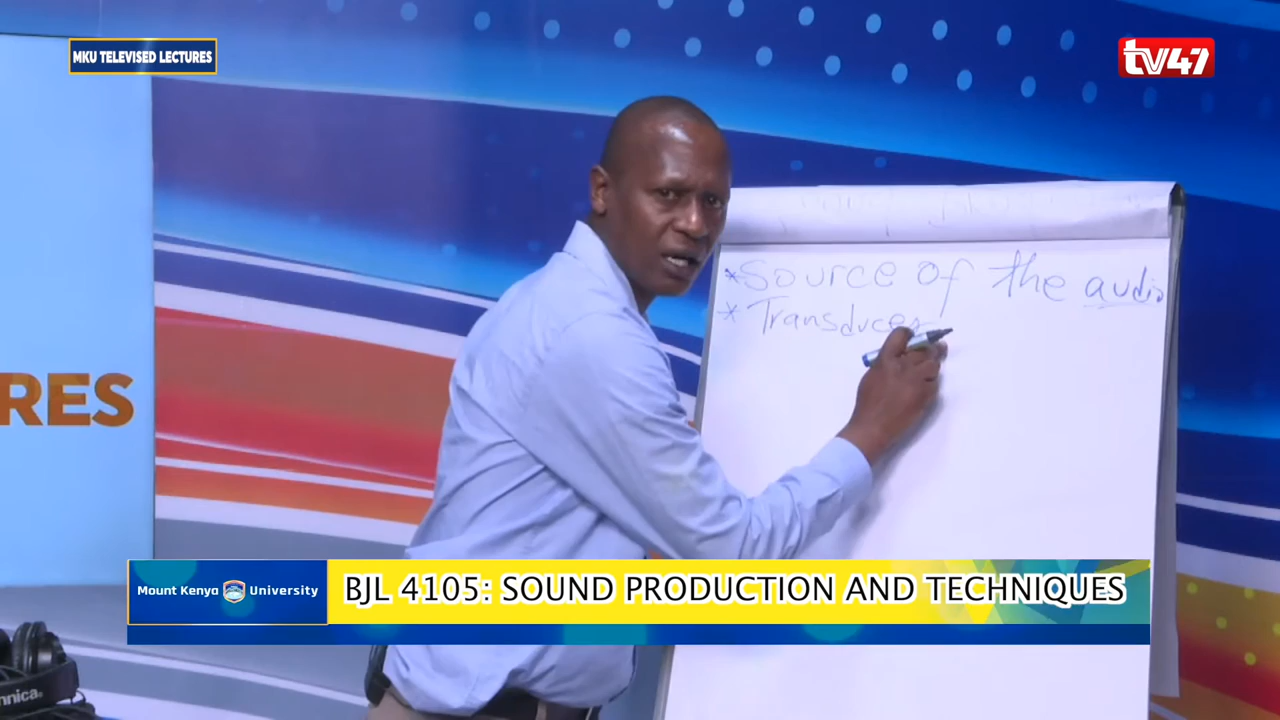 MKU TELEVISED LECTURES
tv47
*Source of the audio
* Transducer
RES
Mount Kenya University
BJL 4105: SOUND PRODUCTION AND TECHNIQUES
nnica